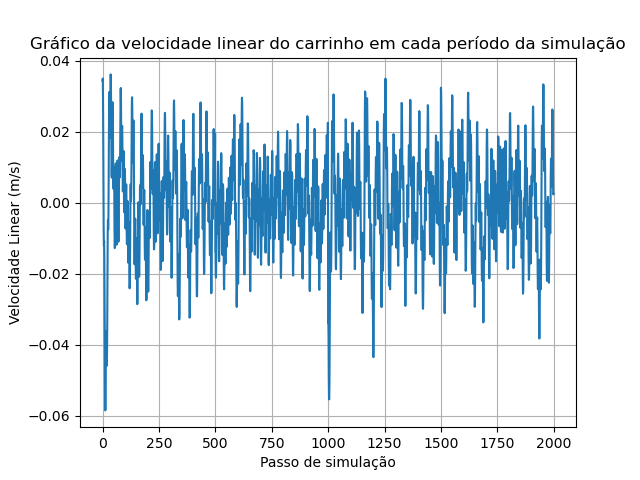 Gráfico da velocidade linear do carrinho em cada período da simulação
0.04
0.02
0.00
−0.02
−0.04
−0.06
Velocidade Linear (m/s)
0 250 500 750 1000 1250 1500 1750 2000
Passo de simulação